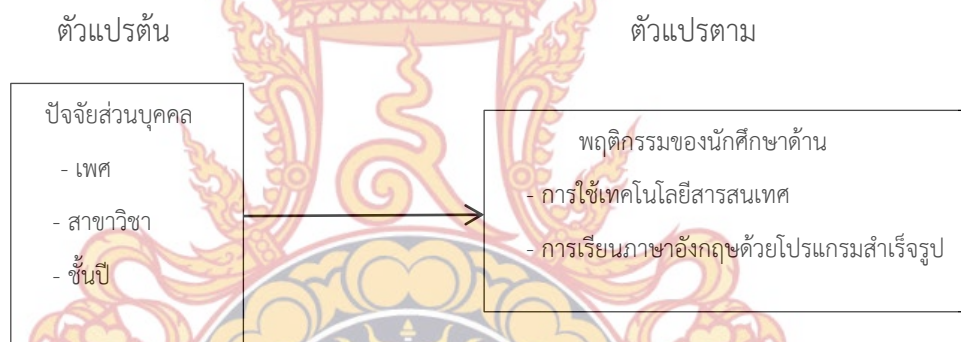 ตัวแปรต้น
ตัวแปรตาม
ปัจจัยส่วนบุคคล
- เพศ
- สาขาวิชา
- ชั้นปี
พฤติกรรมของนักศึกษาด้าน
- การใช้เทคโนโลยีสารสนเทศ
- การเรียนภาษาอังกฤษด้วยโปรแกรมสำเร็จรูป